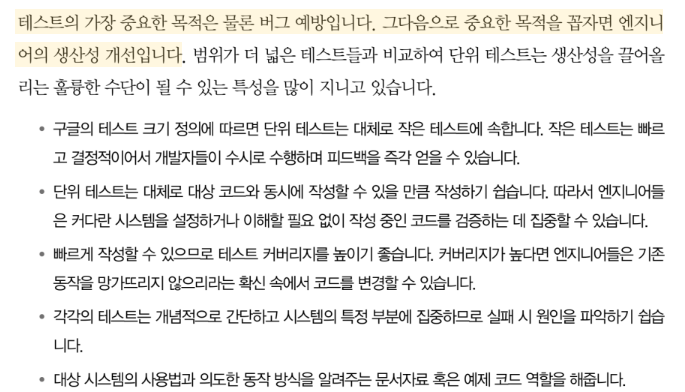 테스트의 가장 중요한 목적은 물론 버그 예방입니다. 그다음으로 중요한 목적을 꼽자면 엔지니
어의 생산성 개선입니다. 범위가 더 넓은 테스트들과 비교하여 단위 테스트는 생산성을 끌어올
리는 훌륭한 수단이 될 수 있는 특성을 많이 지니고 있습니다.
• 구글의 테스트 크기 정의에 따르면 단위 테스트는 대체로 작은 테스트에 속합니다. 작은 테스트는 빠르
고 결정적이어서 개발자들이 수시로 수행하며 피드백을 즉각 얻을 수 있습니다.
• 단위 테스트는 대체로 대상 코드와 동시에 작성할 수 있을 만큼 작성하기 쉽습니다. 따라서 엔지니어들
은 커다란 시스템을 설정하거나 이해할 필요 없이 작성 중인 코드를 검증하는 데 집중할 수 있습니다.
• 빠르게 작성할 수 있으므로 테스트 커버리지를 높이기 좋습니다. 커버리지가 높다면 엔지니어들은 기존
동작을 망가뜨리지 않으리라는 확신 속에서 코드를 변경할 수 있습니다.
• 각각의 테스트는 개념적으로 간단하고 시스템의 특정 부분에 집중하므로 실패 시 원인을 파악하기 쉽습
니다.
• 대상 시스템의 사용법과 의도한 동작 방식을 알려주는 문서자료 혹은 예제 코드 역할을 해줍니다.